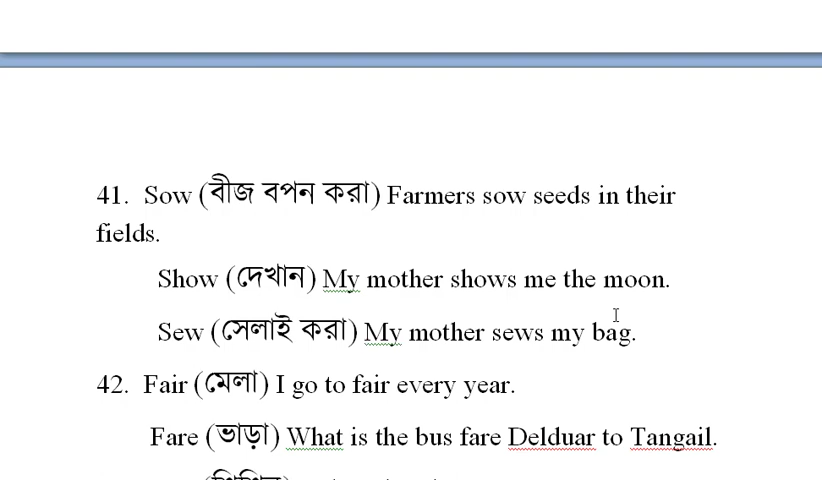 41. Sow (বীজ বপন করা) Farmers sow seeds in their
fields.
Show (দেখান) My mother shows me the moon.
Sew (সেলাই করা) My mother sews my bag.
42. Fair (মেলা) I go to fair every year.
Fare (ভাড়া) What is the bus fare Delduar to Tangail.